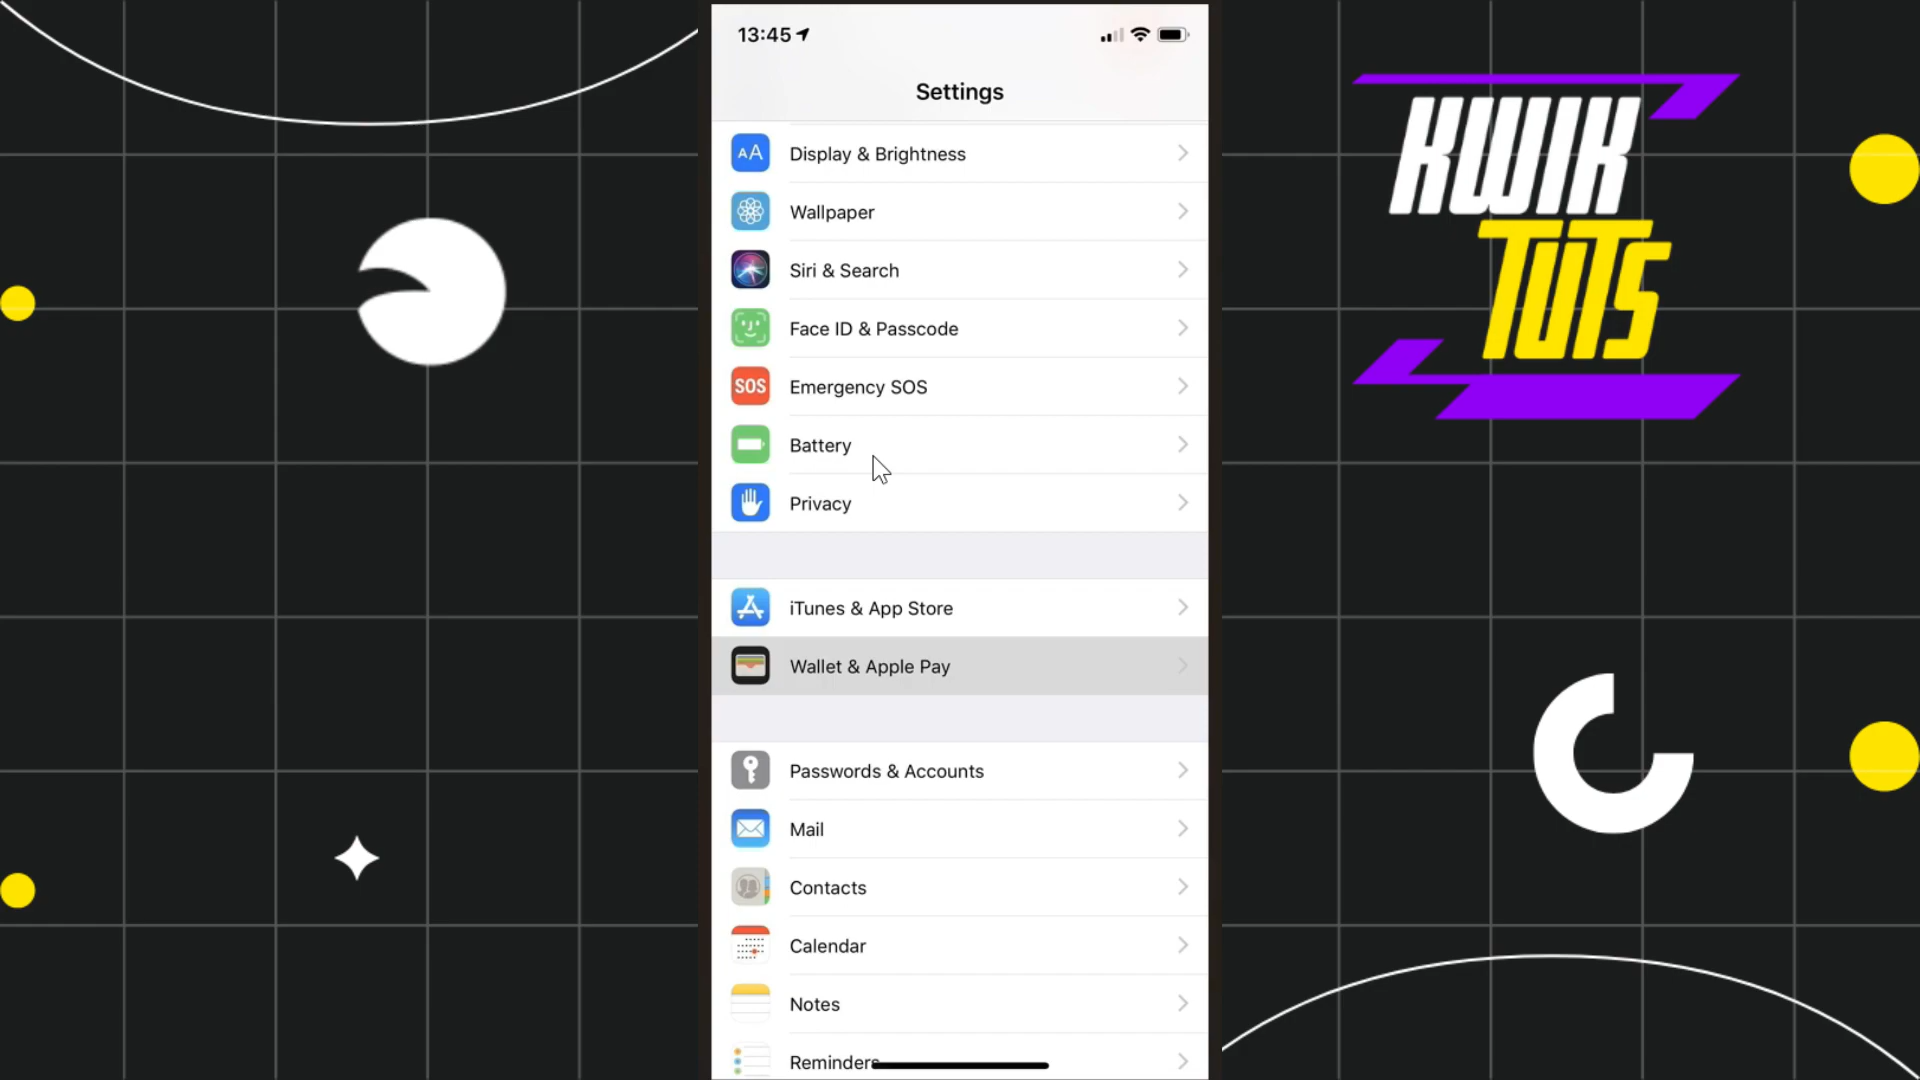 13:45
Settings
AA
Display & Brightness
Wallpaper
Siri & Search
Face ID & Passcode
SOS
Emergency SOS
Battery
Privacy
iTunes & App Store
Wallet & Apple Pay
Passwords & Accounts
Mail
Contacts
Calendar
Notes
Reminders
KWIK
TUTS